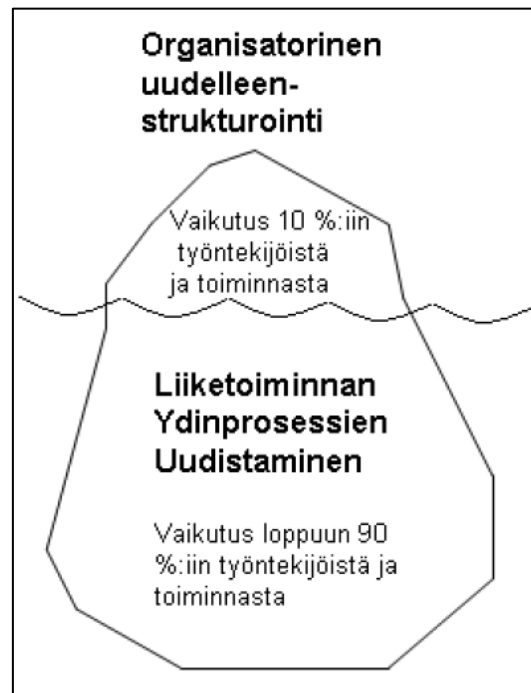 Organisatorinen
uudelleen-
strukturointi
Vaikutus 10 %:iin
työntekijöistä
ja toiminnasta
Liiketoiminnan
Ydinprosessien
Uudistaminen
Vaikutus loppuun 90
%:iin työntekijöistä ja
toiminnasta